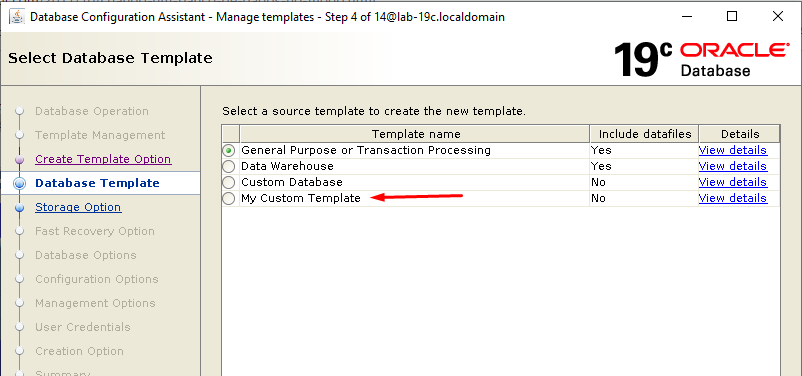 Database Configuration Assistant - Manage templates - Step 4 of 14@lab-19c.localdomain
Select Database Template
19c ORACLE
Database
Database Operation
Template Management
Create Template Option
Database Template
Storage Option
Fast Recovery Option
Database Options
Configuration Options
Management Options
User Credentials
Creation Option
Summary
Select a source template to create the new template.
Template name Include datafiles Details
General Purpose or Transaction Processing Yes View details
Data Warehouse Yes View details
Custom Database No View details
My Custom Template No View details